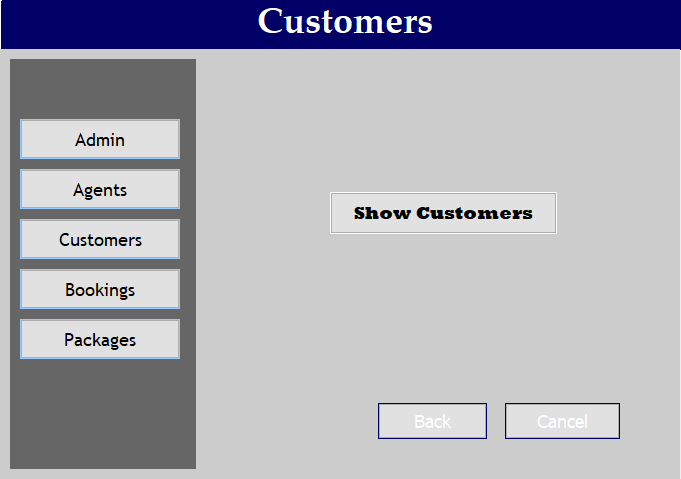 Customers
Admin
Agents
Customers
Bookings
Packages
Show Customers
Back
Cancel